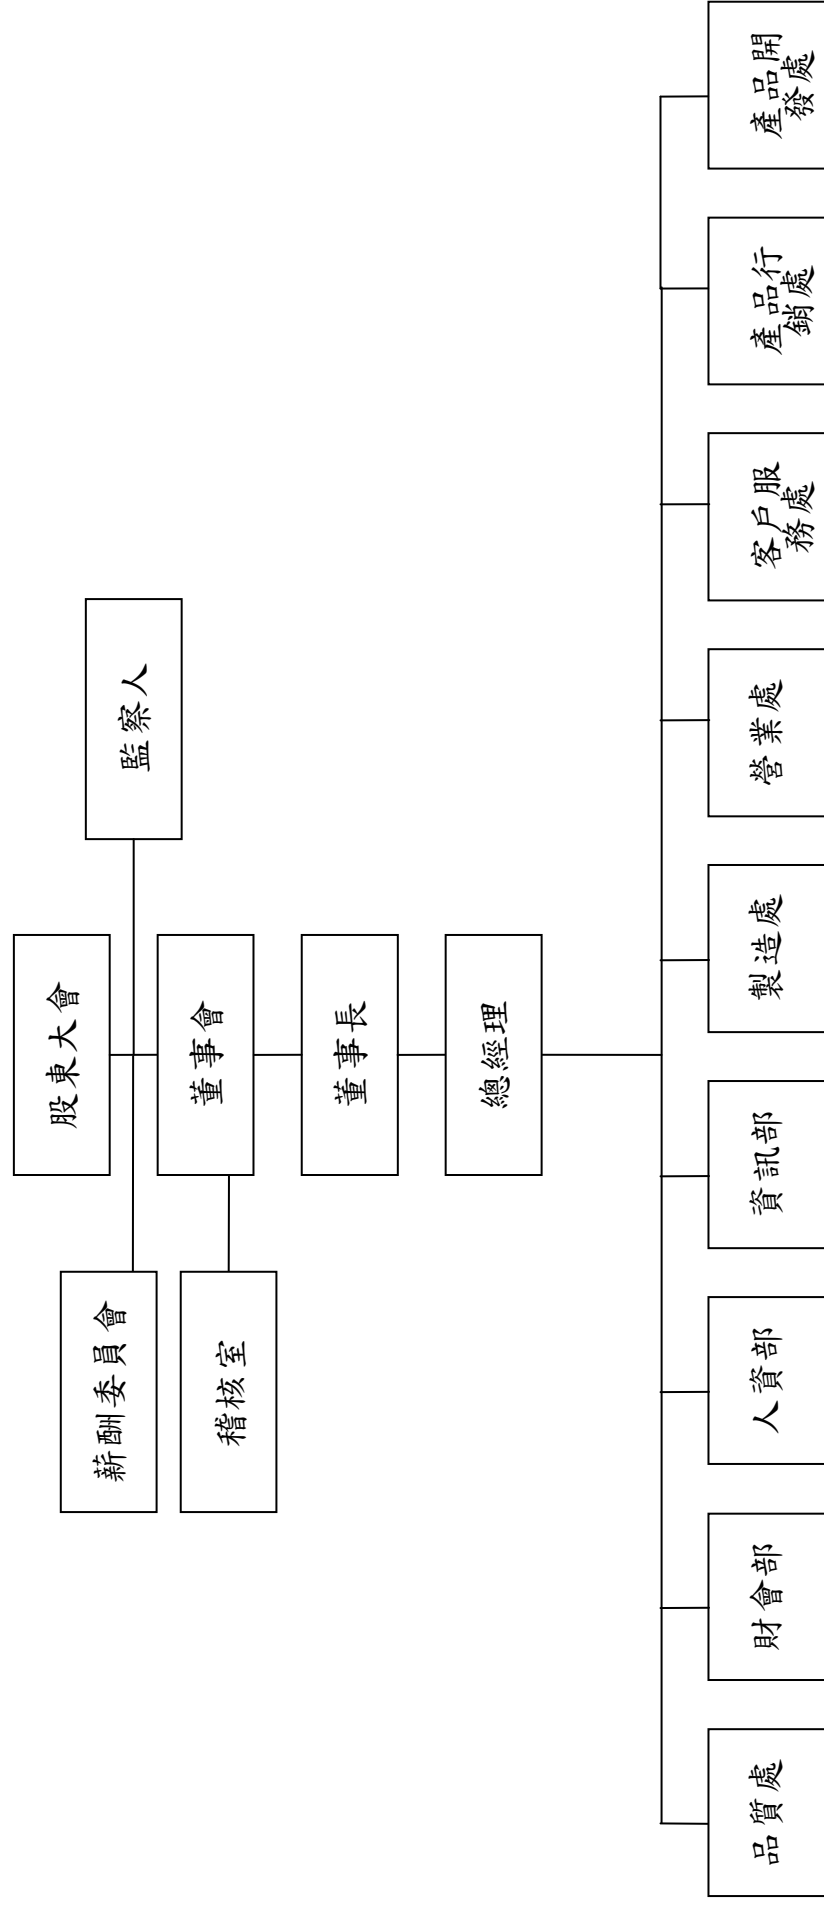 股東大會
監察人
薪酬委員會
董事會
稽核室
董事長
總經理
品質處
財會部
人資部
資訊部
製造處
營業處
客戶服
務處
產品行
銷處
產品開
發處